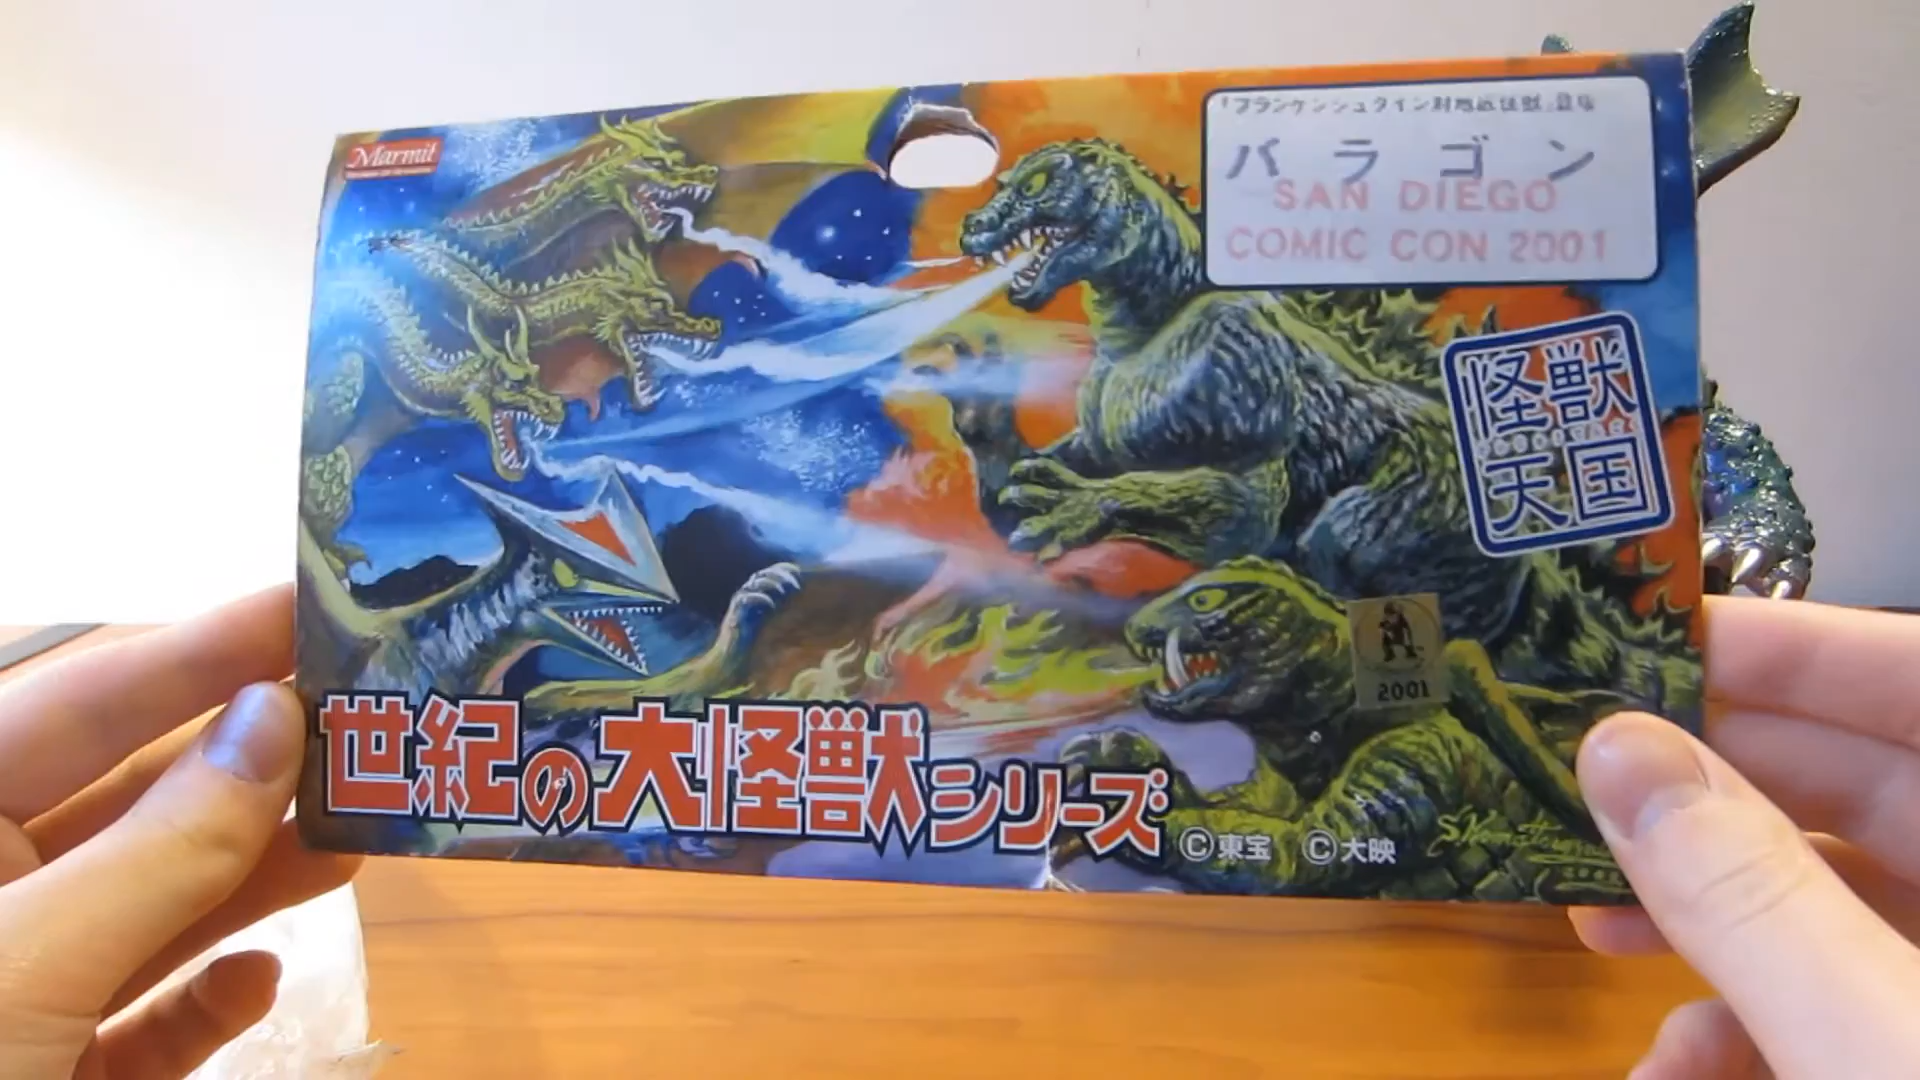 Marmit
「フランケンシュタイン対地底怪獣」登場
バラゴン
SAN DIEGO
COMIC CON 2001
怪獣
天国
2001
世紀の大怪獣シリーズ
©東宝 ©大映